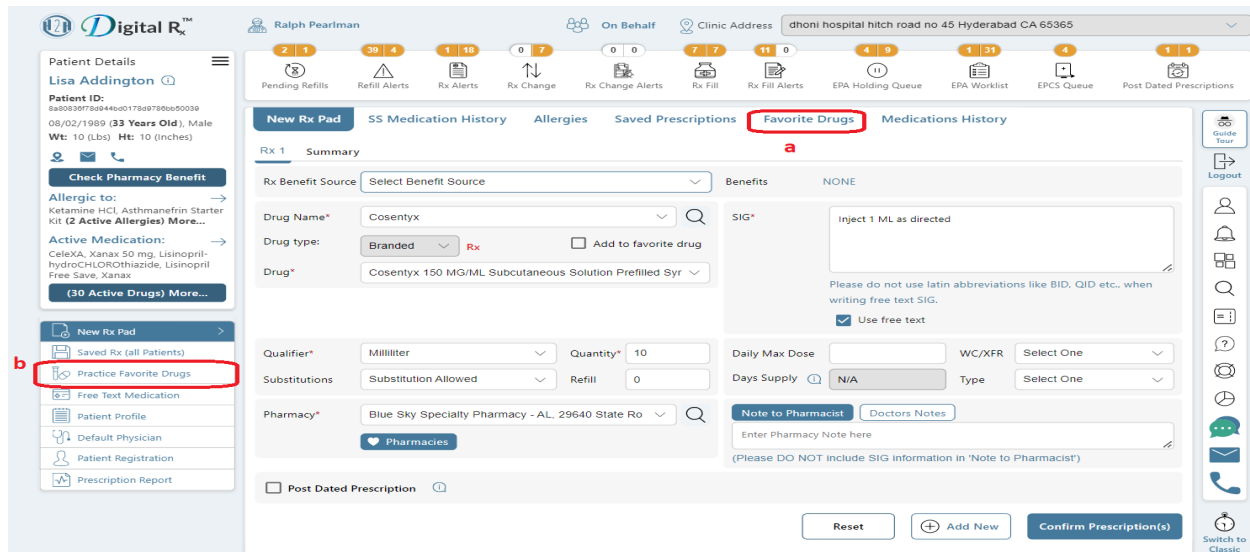 H2H Digital Rx™
Ralph Pearlman On Behalf Clinic Address dhoni hospital hitch road no 45 Hyderabad CA 65365
2 1 39 4 1 18 0 7 0 0 7 7 11 0 4 9 1 31 4 1 1
Pending Refills Refill Alerts Rx Alerts Rx Change Rx Change Alerts Rx Fill Rx Fill Alerts EPA Holding Queue EPA Worklist EPCS Queue Post Dated Prescriptions
Patient Details
Lisa Addington
Patient ID:
8a80836f78d944bd0178d9786bb50039
08/02/1989 (33 Years Old), Male
Wt: 10 (Lbs) Ht: 10 (Inches)
Check Pharmacy Benefit
Allergic to:
Ketamine HCl, Asthmanefrin Starter
Kit (2 Active Allergies) More...
Active Medication:
CeleXA, Xanax 50 mg, Lisinopril-
hydroCHLOROthiazide, Lisinopril
Free Save, Xanax
(30 Active Drugs) More...
New Rx Pad
Saved Rx (all Patients)
b
Practice Favorite Drugs
Free Text Medication
Patient Profile
Default Physician
Patient Registration
Prescription Report
New Rx Pad SS Medication History Allergies Saved Prescriptions Favorite Drugs Medications History
a
Rx 1 Summary
Rx Benefit Source Select Benefit Source Benefits NONE
Drug Name* Cosentyx
Drug type: Branded Rx Add to favorite drug
Drug* Cosentyx 150 MG/ML Subcutaneous Solution Prefilled Syr
SIG* Inject 1 ML as directed
Please do not use latin abbreviations like BID, QID etc., when
writing free text SIG.
Use free text
Qualifier* Milliliter Quantity* 10 Daily Max Dose WC/XFR Select One
Substitutions Substitution Allowed Refill 0 Days Supply N/A Type Select One
Pharmacy* Blue Sky Specialty Pharmacy - AL, 29640 State Ro
Pharmacies
Note to Pharmacist Doctors Notes
Enter Pharmacy Note here
(Please DO NOT include SIG information in 'Note to Pharmacist')
Post Dated Prescription
Reset Add New Confirm Prescription(s)
Guide
Tour
Logout
Switch to
Classic